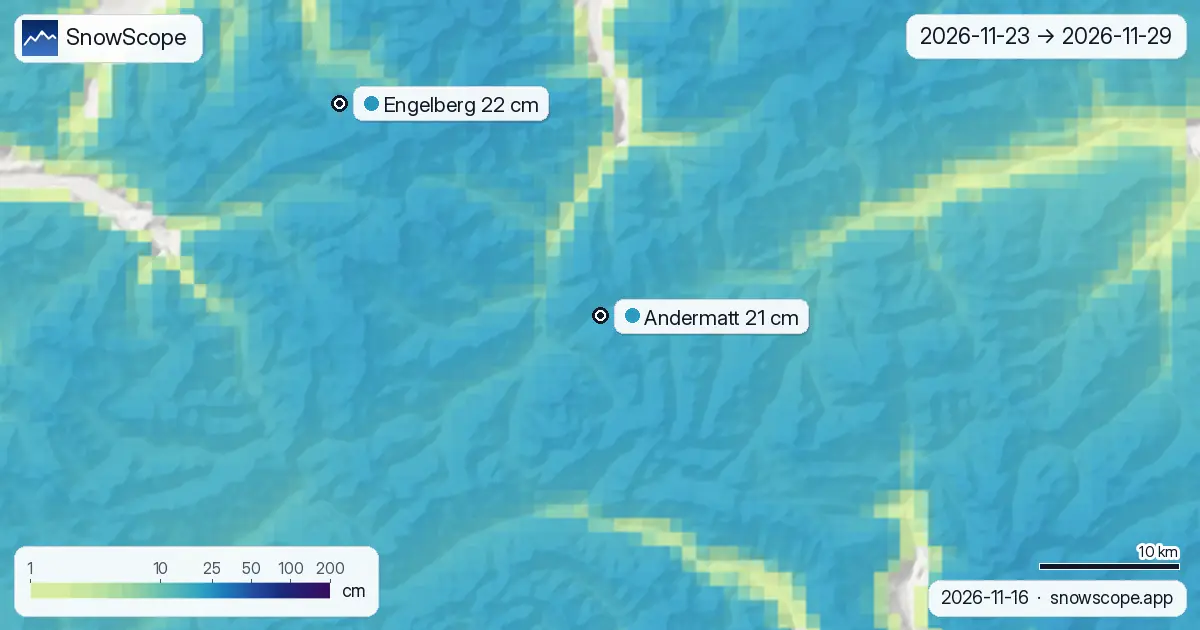 SnowScope
2026-11-23 → 2026-11-29
Engelberg 22 cm
Andermatt 21 cm
1 10 25 50 100 200
cm
10 km
2026-11-16 · snowscope.app